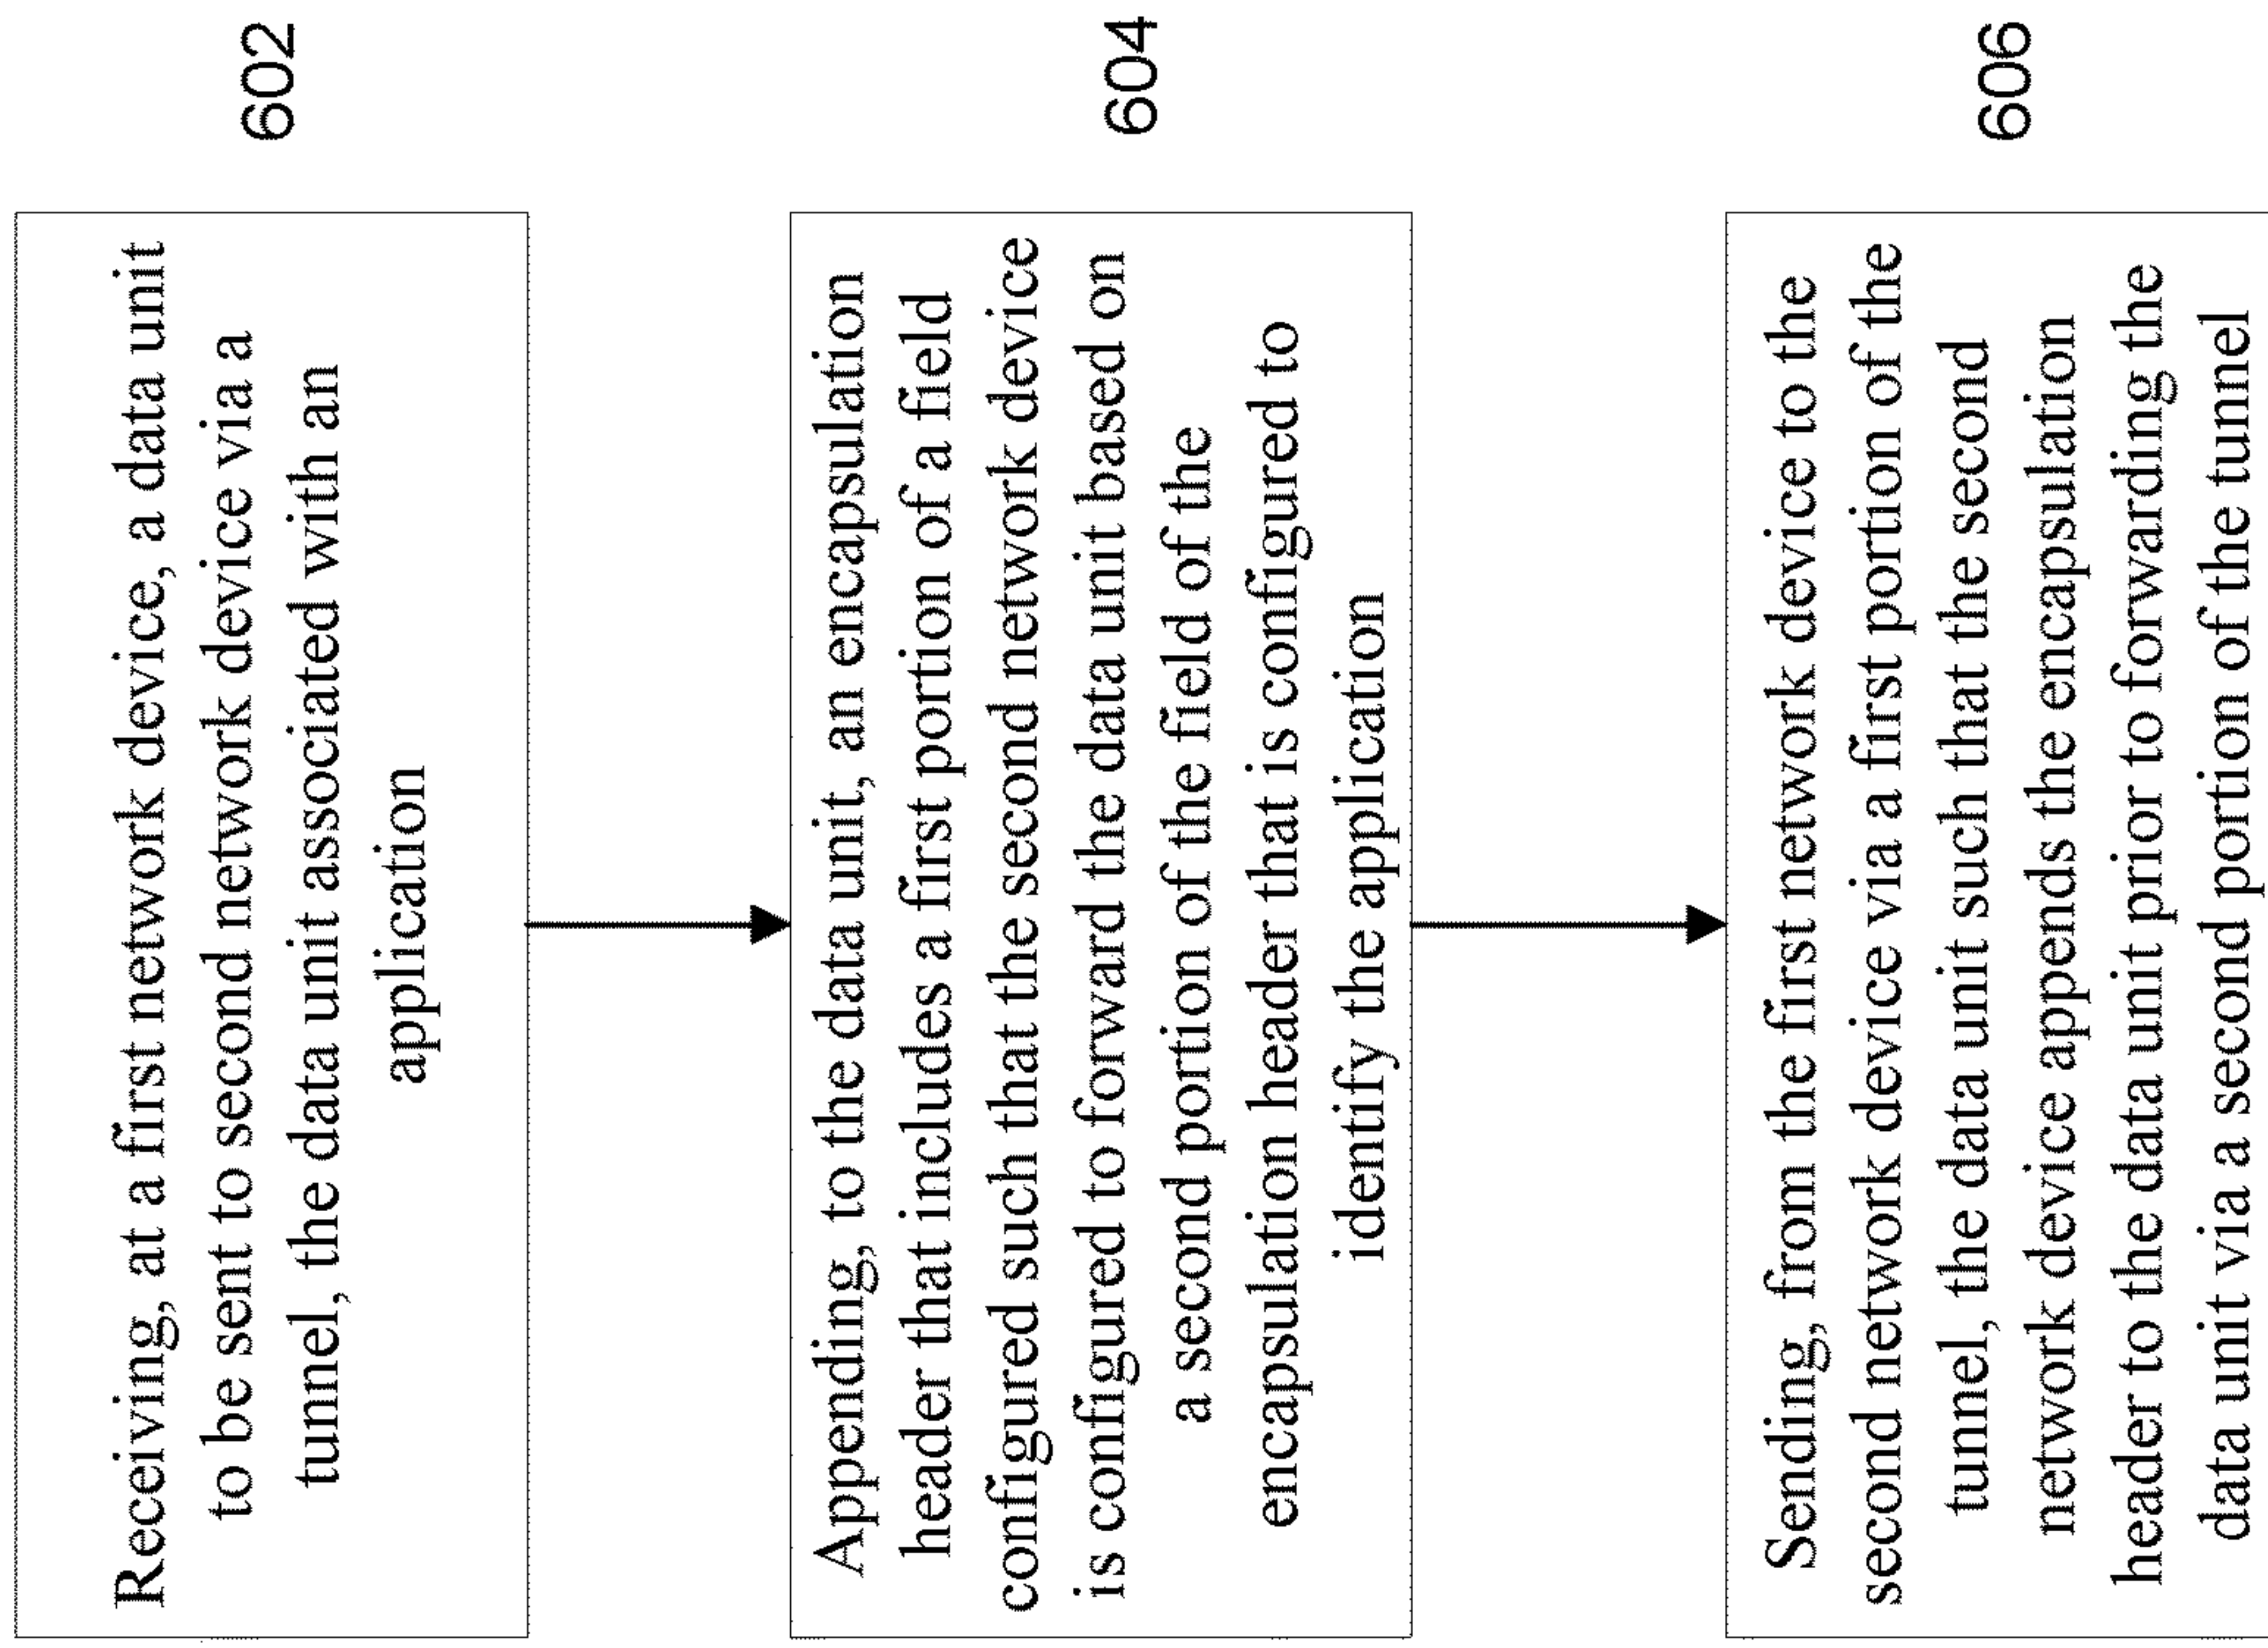 Receiving, at a first network device, a data unit
to be sent to second network device via a
tunnel, the data unit associated with an
application
602
Appending, to the data unit, an encapsulation
header that includes a first portion of a field
configured such that the second network device
is configured to forward the data unit based on
a second portion of the field of the
encapsulation header that is configured to
identify the application
604
Sending, from the first network device to the
second network device via a first portion of the
tunnel, the data unit such that the second
network device appends the encapsulation
header to the data unit prior to forwarding the
data unit via a second portion of the tunnel
606